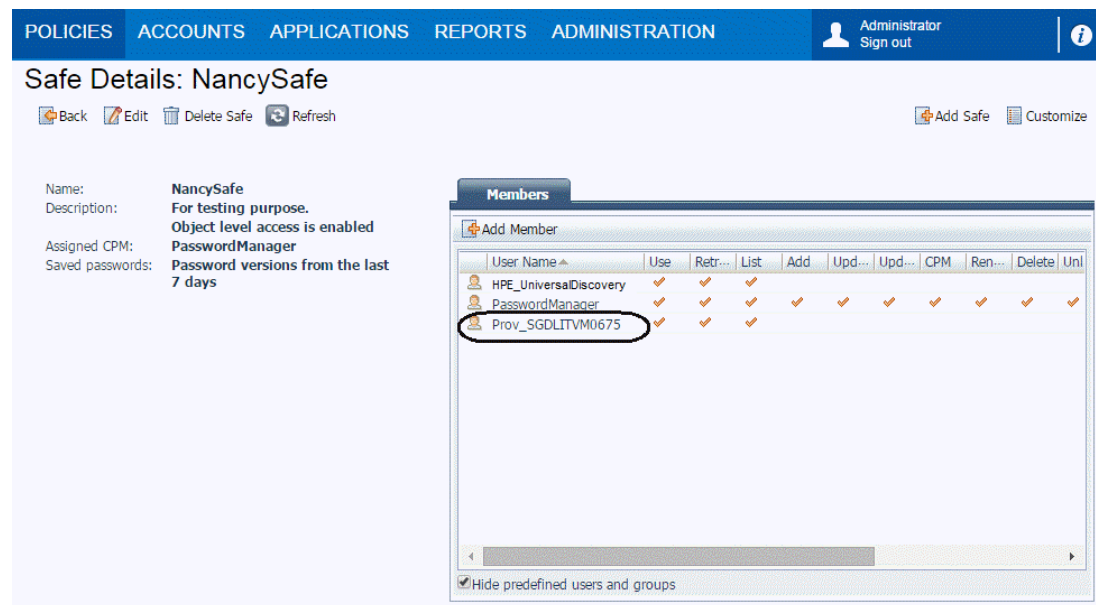 POLICIES ACCOUNTS APPLICATIONS REPORTS ADMINISTRATION
Administrator
Sign out
i
Safe Details: NancySafe
Back Edit Delete Safe Refresh Add Safe Customize
Name: NancySafe
Description: For testing purpose.
Object level access is enabled
Assigned CPM: PasswordManager
Saved passwords: Password versions from the last
7 days
Members
Add Member
User Name Use Retr... List Add Upd... Upd... CPM Ren... Delete Unl
HPE_UniversalDiscovery
PasswordManager
Prov_SGDLITVM0675
Hide predefined users and groups